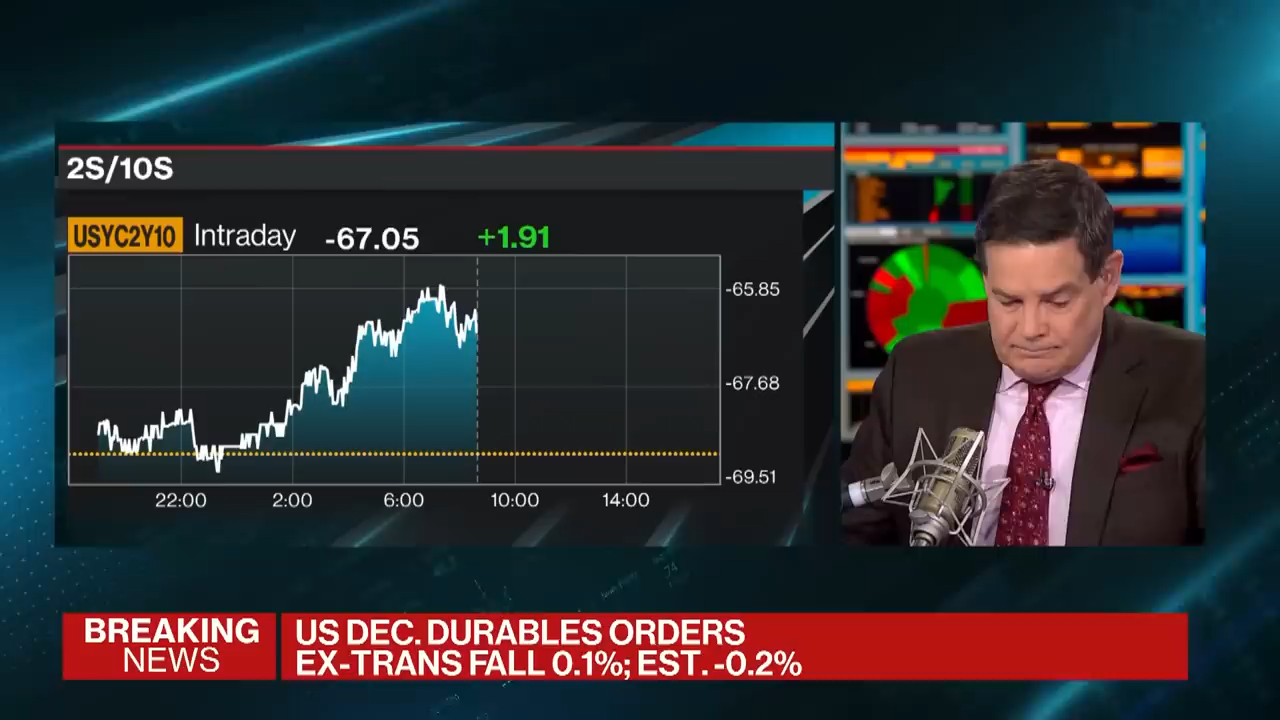 2S/10S
USYC2Y10 Intraday -67.05 +1.91
-65.85
-67.68
-69.51
22:00 2:00 6:00 10:00 14:00
BREAKING NEWS
US DEC. DURABLES ORDERS
EX-TRANS FALL 0.1%; EST. -0.2%